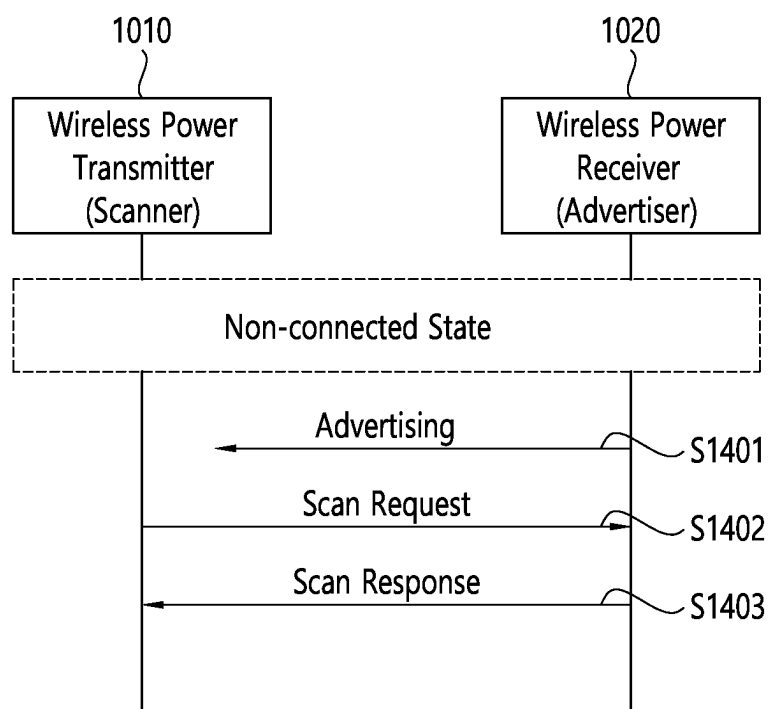 1010
1020
Wireless Power
Transmitter
(Scanner)
Wireless Power
Receiver
(Advertiser)
Non-connected State
Advertising
S1401
Scan Request
S1402
Scan Response
S1403